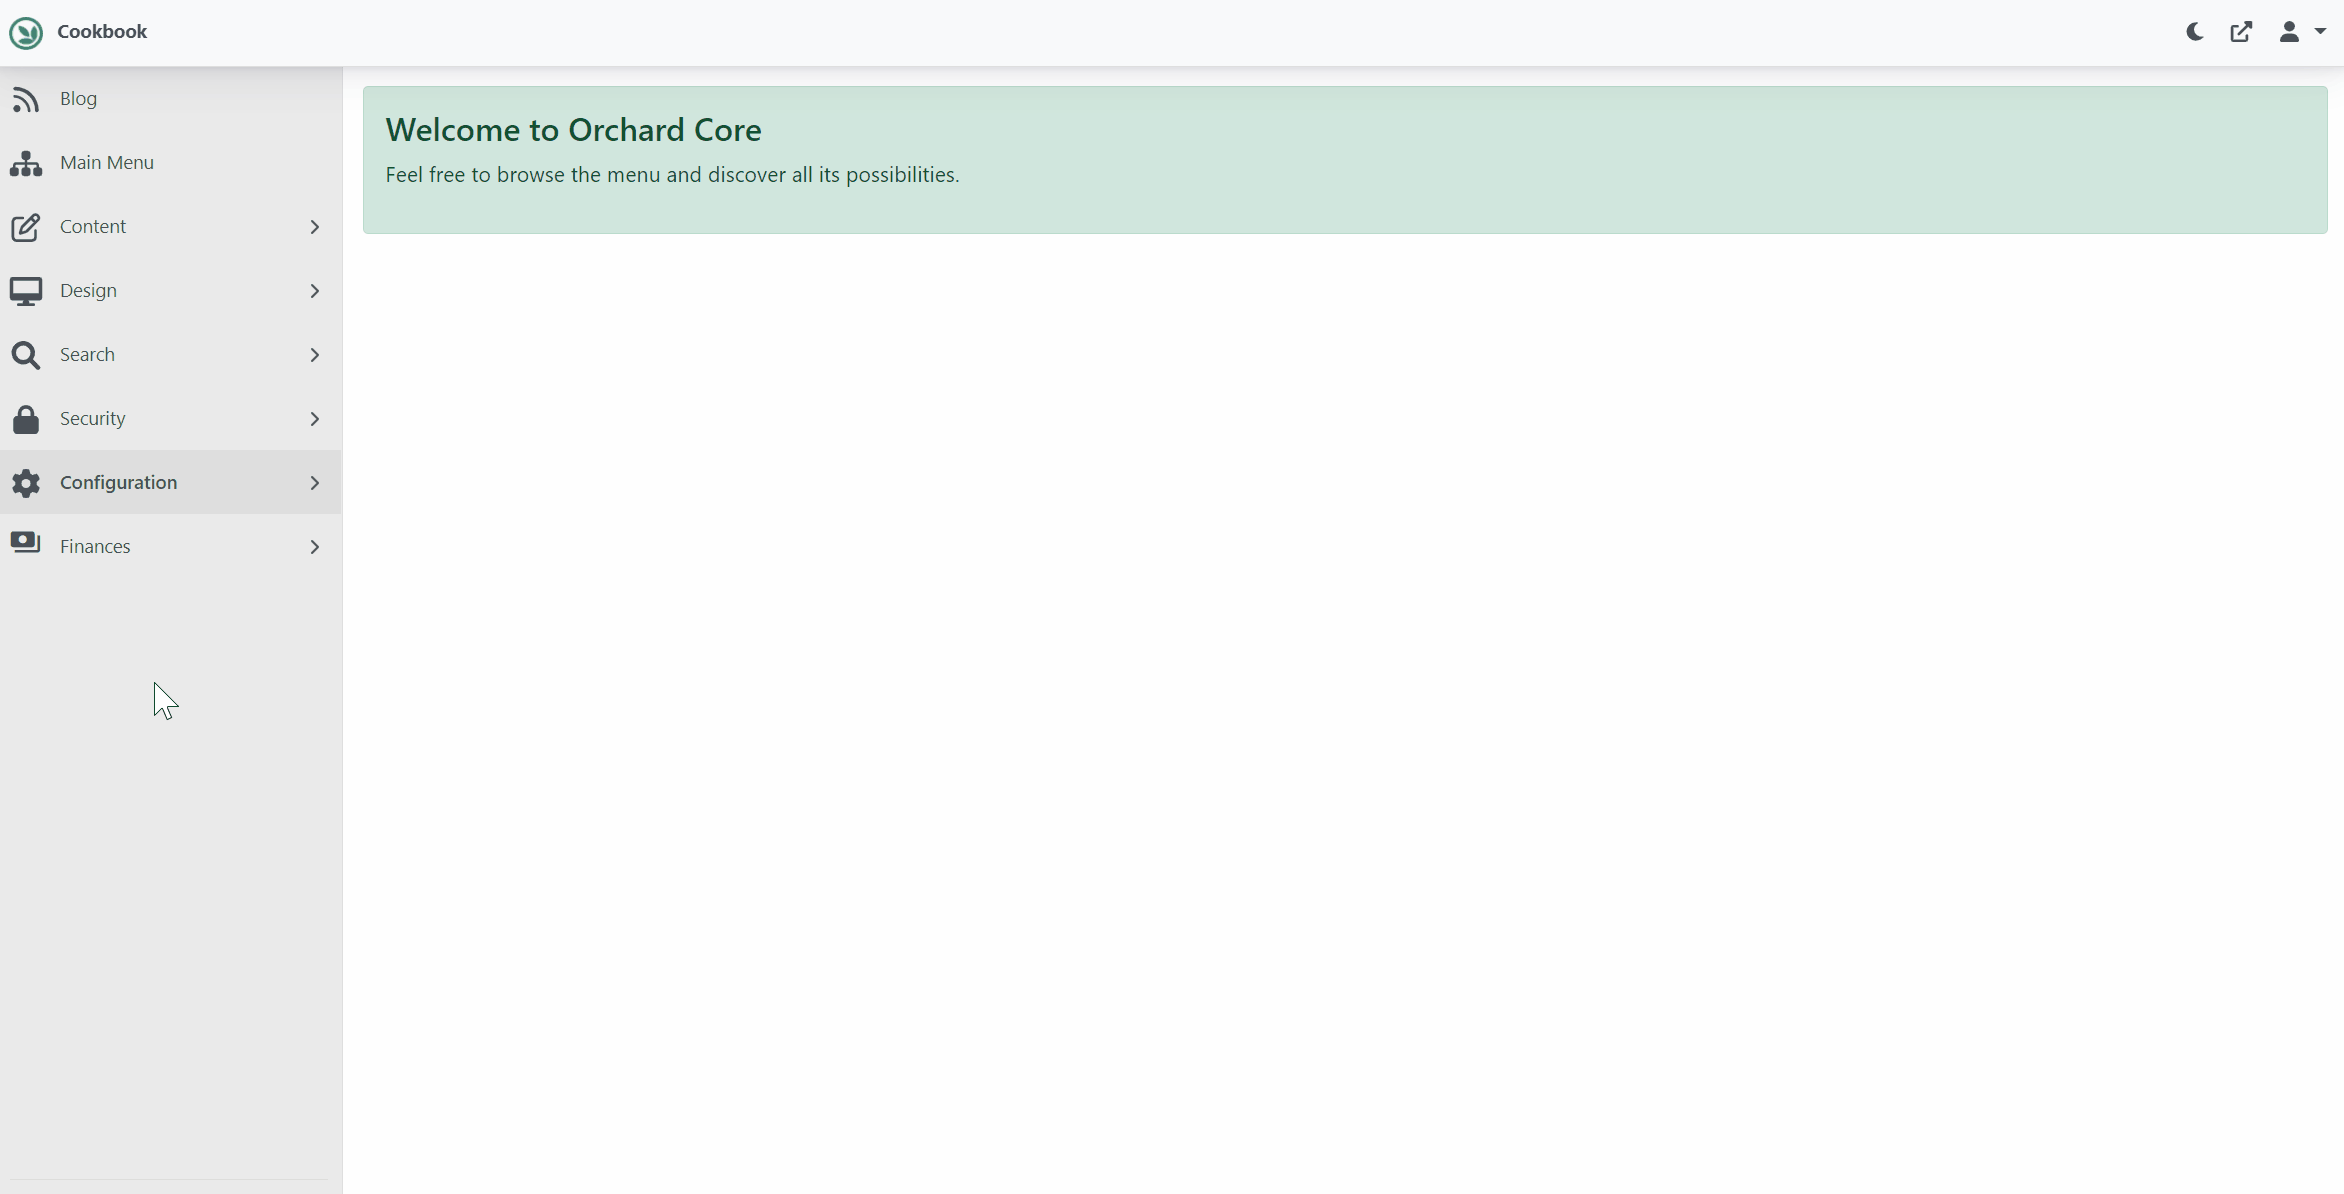 Cookbook
Blog
Main Menu
Content
Design
Search
Security
Configuration
Finances
Welcome to Orchard Core
Feel free to browse the menu and discover all its possibilities.